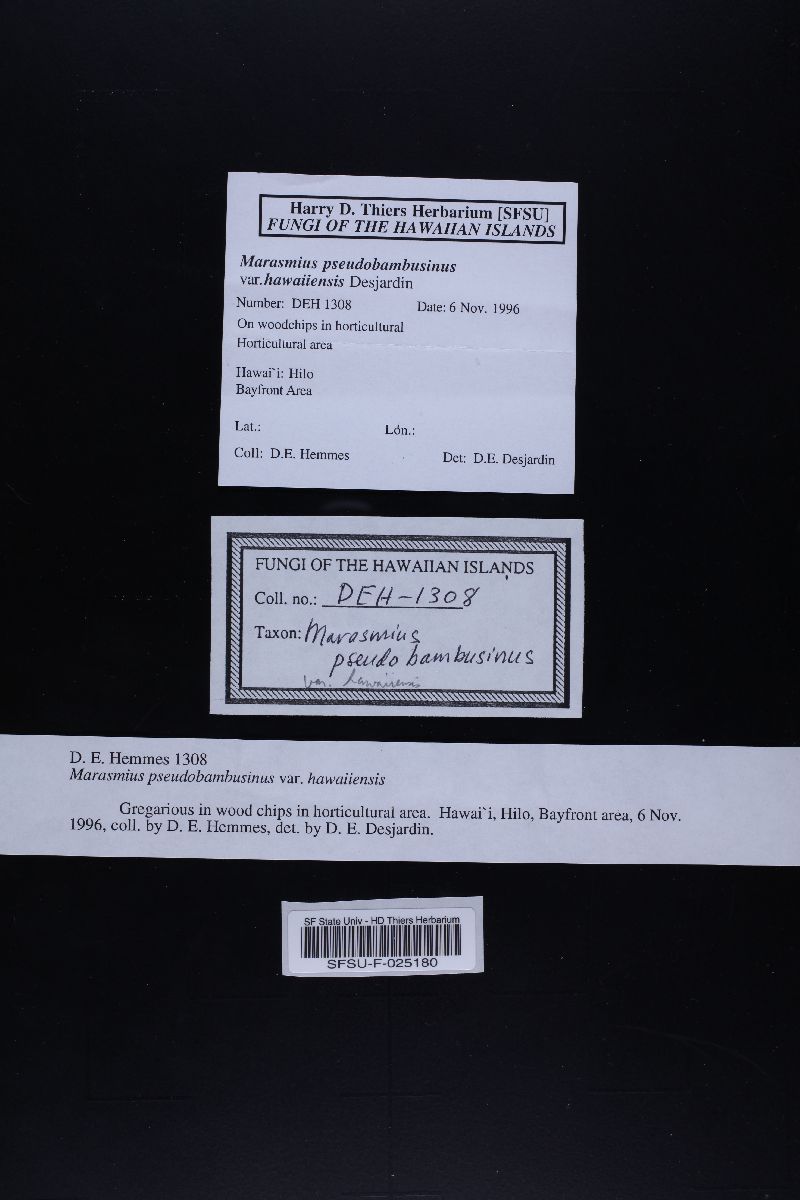 Harry D. Thiers Herbarium [SFSU]
FUNGI OF THE HAWAIIAN ISLANDS
Marasmius pseudobambusinus
var.hawaiiensis Desjardin
Number: DEH 1308 Date: 6 Nov. 1996
On woodchips in horticultural
Horticultural area
Hawai`i: Hilo
Bayfront Area
Lat.: Lon.:
Coll: D.E. Hemmes Det: D.E. Desjardin
FUNGI OF THE HAWAIIAN ISLANDS
Coll. no.: DEH-1308
Taxon: Marasmius
pseudobambusinus
var. hawaiiensis
D. E. Hemmes 1308
Marasmius pseudobambusinus var. hawaiiensis
Gregarious in wood chips in horticultural area. Hawai`i, Hilo, Bayfront area, 6 Nov.
1996, coll. by D. E. Hemmes, det. by D. E. Desjardin.
SF State Univ - HD Thiers Herbarium
SFSU-F-025180